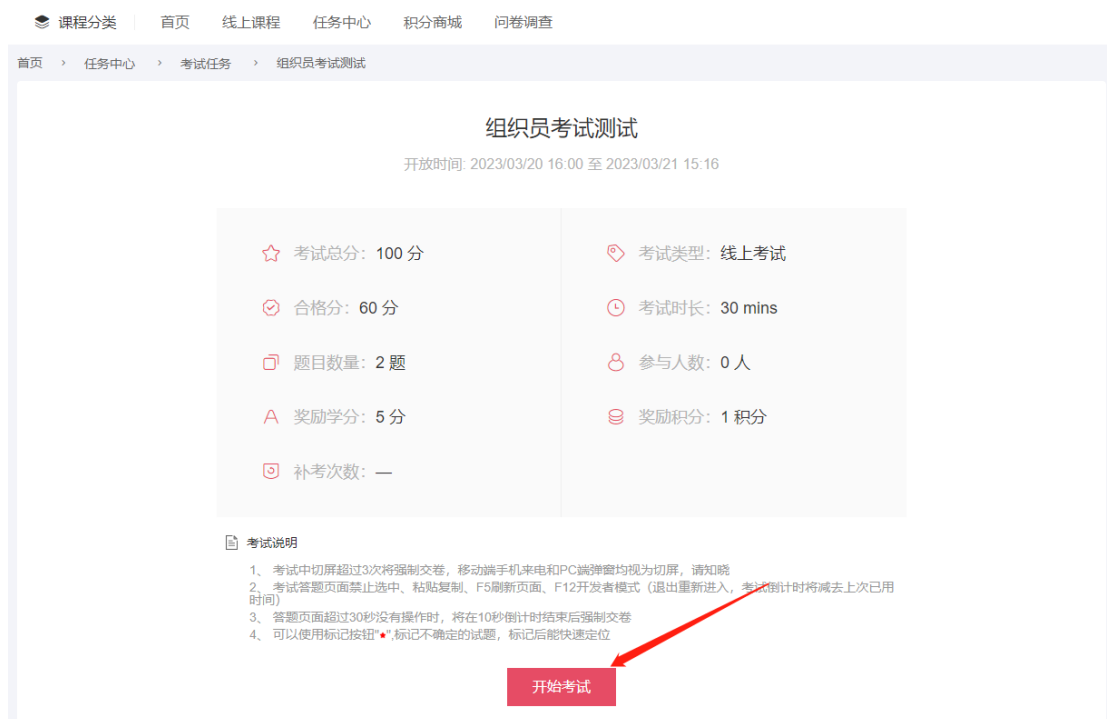 课程分类 首页 线上课程 任务中心 积分商城 问卷调查
首页 > 任务中心 > 考试任务 > 组织员考试测试
组织员考试测试
开放时间: 2023/03/20 16:00 至 2023/03/21 15:16
考试总分： 100 分
考试类型： 线上考试
合格分： 60 分
考试时长： 30 mins
题目数量： 2 题
参与人数： 0 人
奖励学分： 5 分
奖励积分： 1 积分
补考次数： —
考试说明
1、 考试中切屏超过3次将强制交卷，移动端手机来电和PC端弹窗均视为切屏，请知晓
2、 考试答题页面禁止选中、粘贴复制、F5刷新页面、F12开发者模式（退出重新进入，考试倒计时将减去上次已用
时间）
3、 答题页面超过30秒没有操作时，将在10秒倒计时结束后强制交卷
4、 可以使用标记按钮"★",标记不确定的试题，标记后能快速定位
开始考试